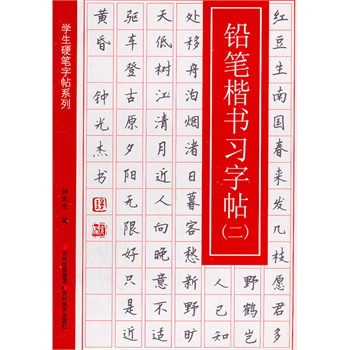 铅笔楷书习字帖
(二)
红豆生南国春来发几枝愿君多
野鹤岂
人已知
处移舟泊烟渚日暮客愁新野旷
天低树江清月近人向晚意不适
驱车登古原夕阳无限好只是近
黄昏 钟光杰书
学生硬笔字帖系列